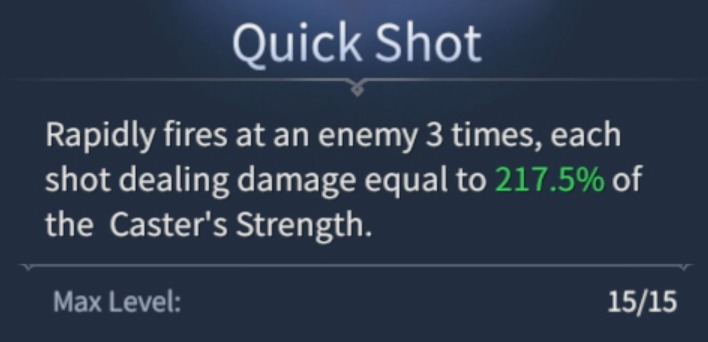 Quick Shot
Rapidly fires at an enemy 3 times, each
shot dealing damage equal to 217.5% of
the  Caster's Strength.
Max Level: 15/15